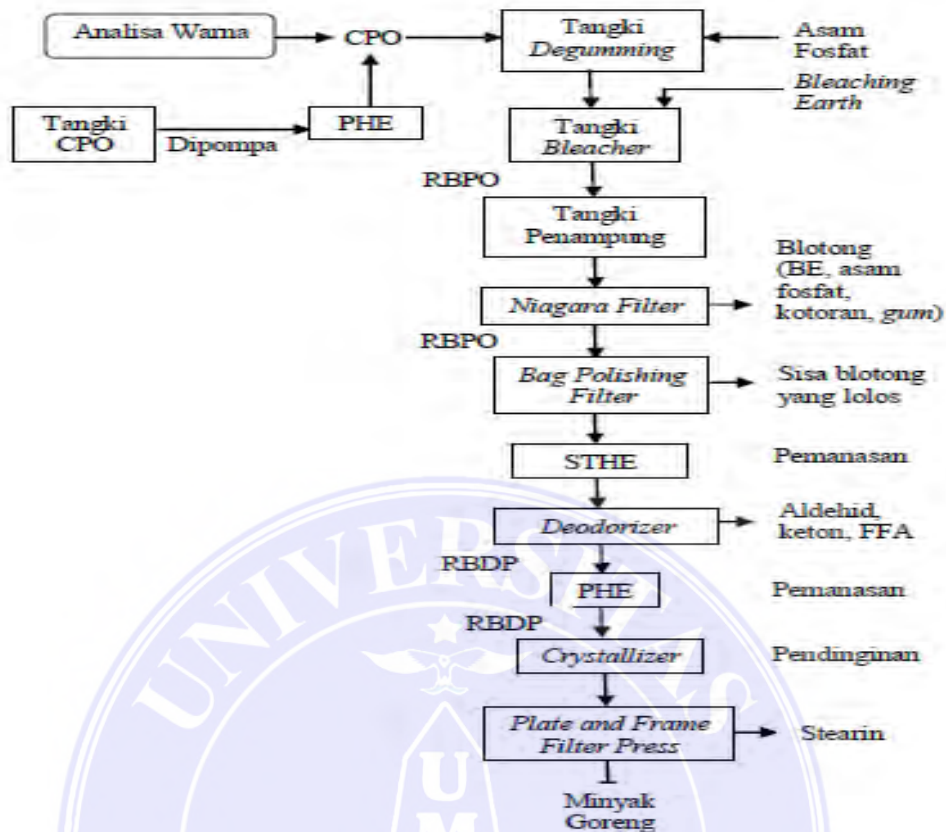 Analisa Warna
CPO
Tangki
Degumming
Asam
Fosfat
Bleaching
Earth
Tangki
CPO
Dipompa
PHE
Tangki
Bleacher
RBPO
Tangki
Penampung
Blotong
(BE, asam
fosfat,
kotoran, gum)
Niagara Filter
RBPO
Bag Polishing
Filter
Sisa blotong
yang lolos
STHE
Pemanasan
Deodorizer
Aldehid,
keton, FFA
RBDP
PHE
Pemanasan
RBDP
Crystallizer
Pendinginan
Plate and Frame
Filter Press
Stearin
Minyak
Goreng
UNIVERSITAS
U
M